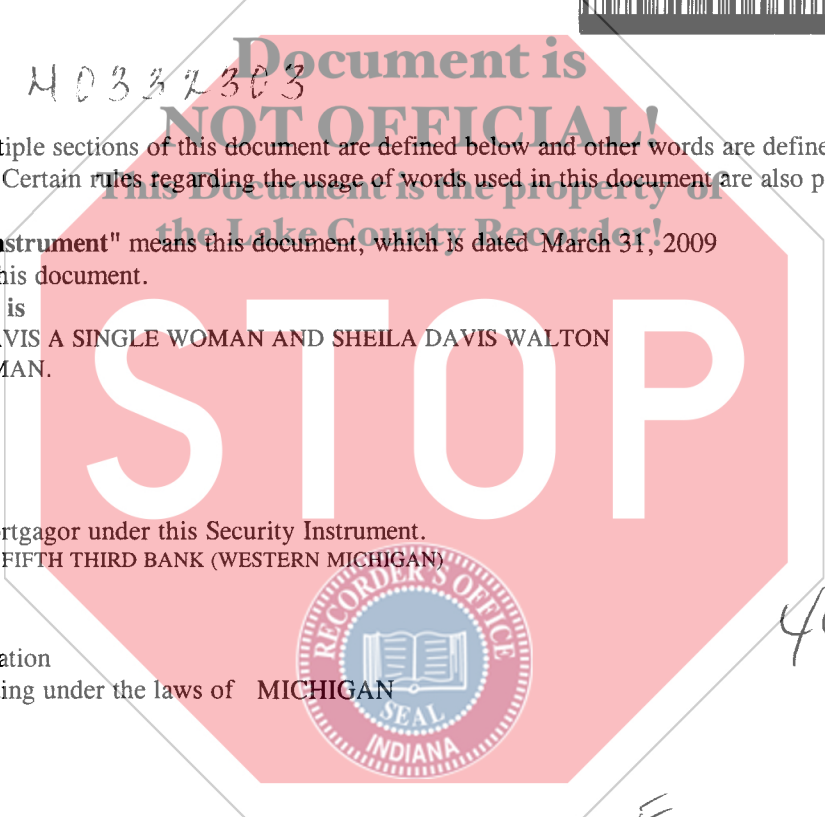 H0332303
Document is
NOT OFFICIAL!
tiple sections of this document are defined below and other words are define
Certain rules regarding the usage of words used in this document are also p
This Document is the property of
the Lake County Recorder!
nstrument" means this document, which is dated March 31, 2009
his document.
is
VIS A SINGLE WOMAN AND SHEILA DAVIS WALTON
MAN.
STOP
rtgagor under this Security Instrument.
FIFTH THIRD BANK (WESTERN MICHIGAN)
ation
ing under the laws of MICHIGAN
RECORDER'S OFFICE
SEAL
INDIANA